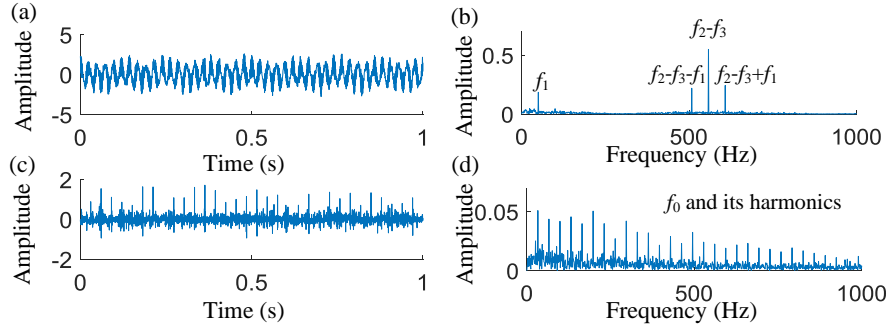 (a)
Amplitude
5
0
-5
0
0.5
1
Time (s)
(b)
Amplitude
0.5
0
f1
f2-f3-f1
f2-f3
f2-f3+f1
0
500
1000
Frequency (Hz)
(c)
Amplitude
2
0
-2
0
0.5
1
Time (s)
(d)
Amplitude
0.05
0
f0 and its harmonics
0
500
1000
Frequency (Hz)